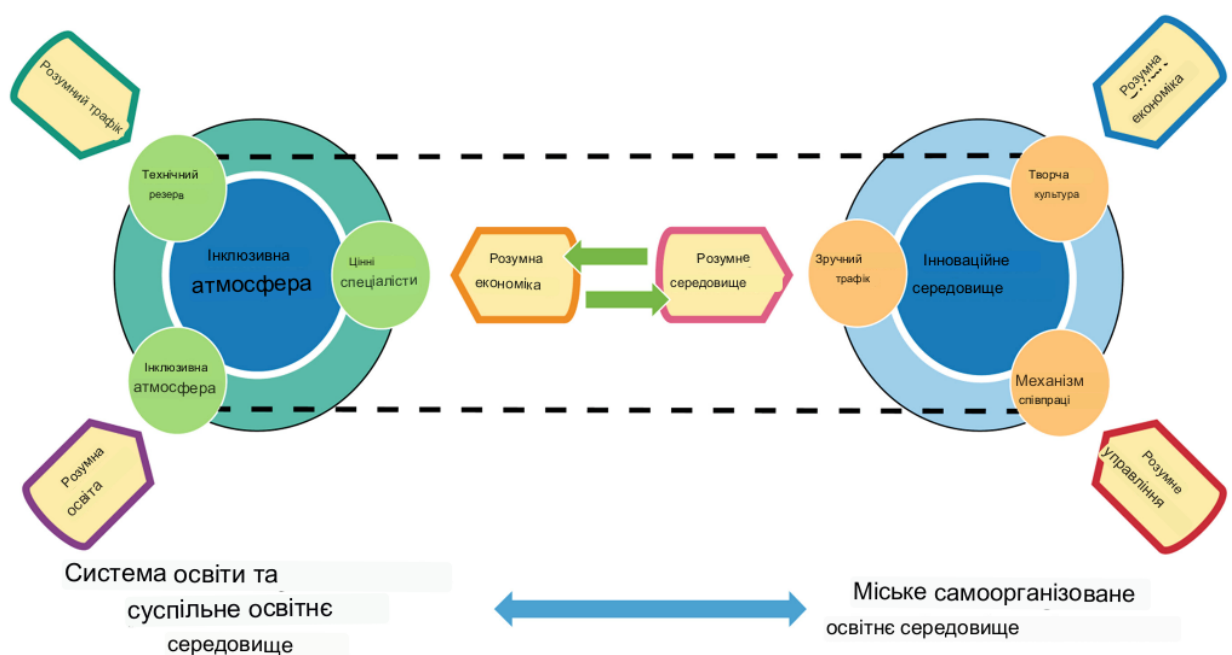 Розумний трафік
Розумна
економіка
Технічний
резерв
Творча
культура
Інклюзивна
атмосфера
Цінні
спеціалісти
Розумна
економіка
Розумне
середовище
Зручний
трафік
Інноваційне
середовище
Інклюзивна
атмосфера
Механізм
співпраці
Розумна
освіта
Розумне
управління
Система освіти та
суспільне освітнє
середовище
Міське самоорганізоване
освітнє середовище